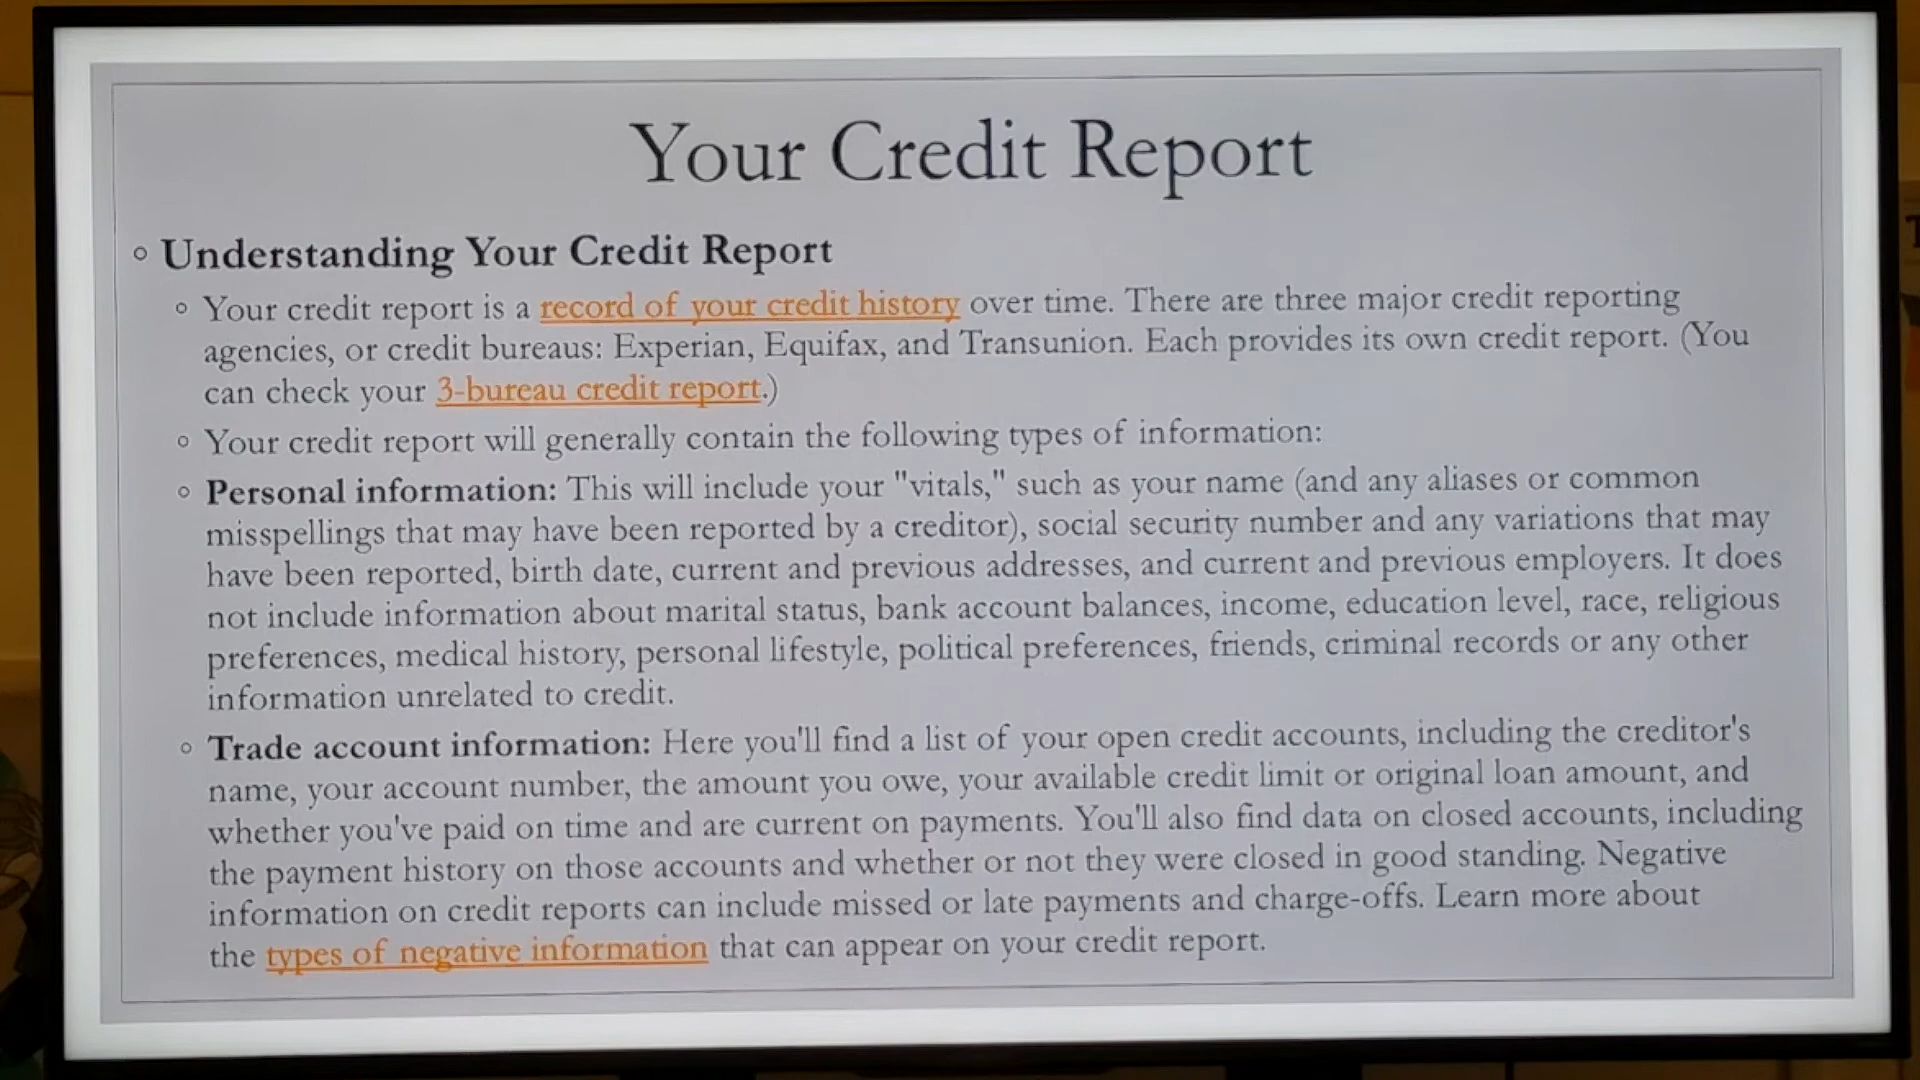 Your Credit Report
Understanding Your Credit Report
Your credit report is a record of your credit history over time. There are three major credit reporting
agencies, or credit bureaus: Experian, Equifax, and Transunion. Each provides its own credit report. (You
can check your 3-bureau credit report.)
Your credit report will generally contain the following types of information:
Personal information: This will include your "vitals," such as your name (and any aliases or common
misspellings that may have been reported by a creditor), social security number and any variations that may
have been reported, birth date, current and previous addresses, and current and previous employers. It does
not include information about marital status, bank account balances, income, education level, race, religious
preferences, medical history, personal lifestyle, political preferences, friends, criminal records or any other
information unrelated to credit.
Trade account information: Here you'll find a list of your open credit accounts, including the creditor's
name, your account number, the amount you owe, your available credit limit or original loan amount, and
whether you've paid on time and are current on payments. You'll also find data on closed accounts, including
the payment history on those accounts and whether or not they were closed in good standing. Negative
information on credit reports can include missed or late payments and charge-offs. Learn more about
the types of negative information that can appear on your credit report.